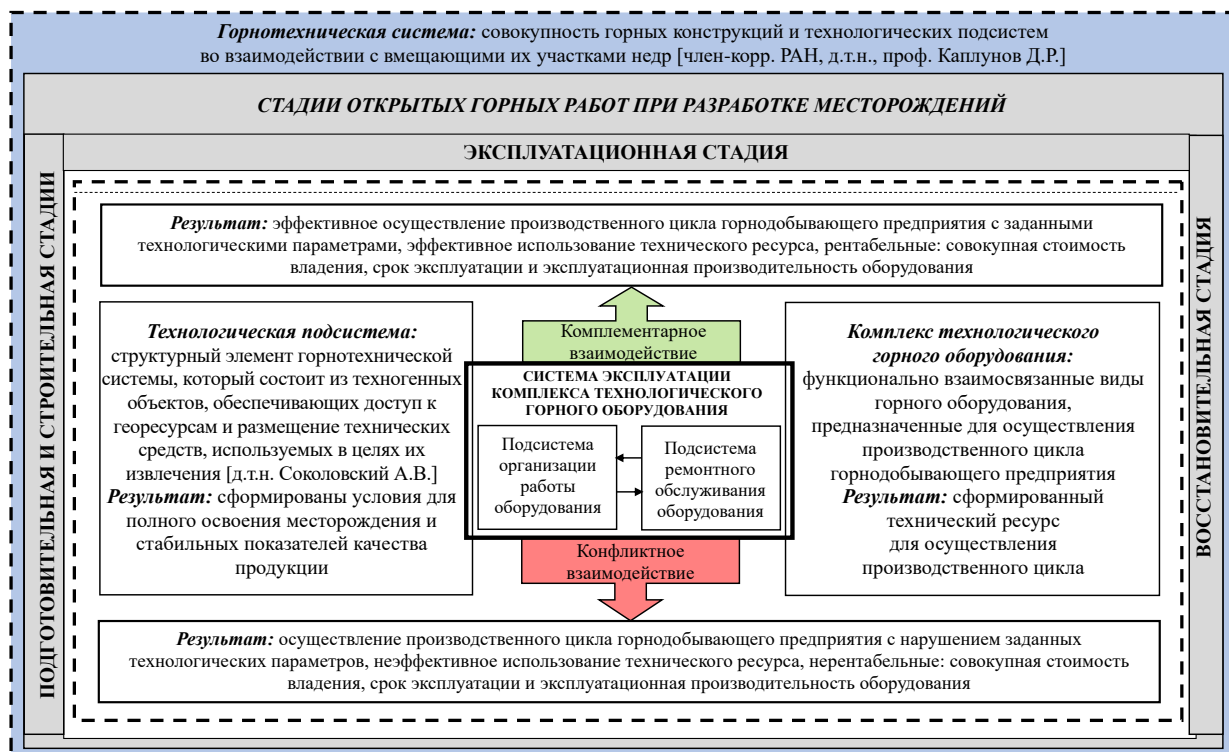 Горнотехническая система: совокупность горных конструкций и технологических подсистем
во взаимодействии с вмещающими их участками недр [член-корр. РАН, д.т.н., проф. Каплунов Д.Р.]
СТАДИИ ОТКРЫТЫХ ГОРНЫХ РАБОТ ПРИ РАЗРАБОТКЕ МЕСТОРОЖДЕНИЙ
ПОДГОТОВИТЕЛЬНАЯ И СТРОИТЕЛЬНАЯ СТАДИИ
ЭКСПЛУАТАЦИОННАЯ СТАДИЯ
Результат: эффективное осуществление производственного цикла горнодобывающего предприятия с заданными
технологическими параметрами, эффективное использование технического ресурса, рентабельные: совокупная стоимость
владения, срок эксплуатации и эксплуатационная производительность оборудования
Технологическая подсистема:
структурный элемент горнотехнической
системы, который состоит из техногенных
объектов, обеспечивающих доступ к
георесурсам и размещение технических
средств, используемых в целях их
извлечения [д.т.н. Соколовский А.В.]
Результат: сформированы условия для
полного освоения месторождения и
стабильных показателей качества
продукции
Комплементарное
взаимодействие
СИСТЕМА ЭКСПЛУАТАЦИИ
КОМПЛЕКСА ТЕХНОЛОГИЧЕСКОГО
ГОРНОГО ОБОРУДОВАНИЯ
Подсистема
организации
работы
оборудования
Подсистема
ремонтного
обслуживания
оборудования
Конфликтное
взаимодействие
Комплекс технологического
горного оборудования:
функционально взаимосвязанные виды
горного оборудования,
предназначенные для осуществления
производственного цикла
горнодобывающего предприятия
Результат: сформированный
технический ресурс
для осуществления
производственного цикла
Результат: осуществление производственного цикла горнодобывающего предприятия с нарушением заданных
технологических параметров, неэффективное использование технического ресурса, нерентабельные: совокупная стоимость
владения, срок эксплуатации и эксплуатационная производительность оборудования
ВОССТАНОВИТЕЛЬНАЯ СТАДИЯ